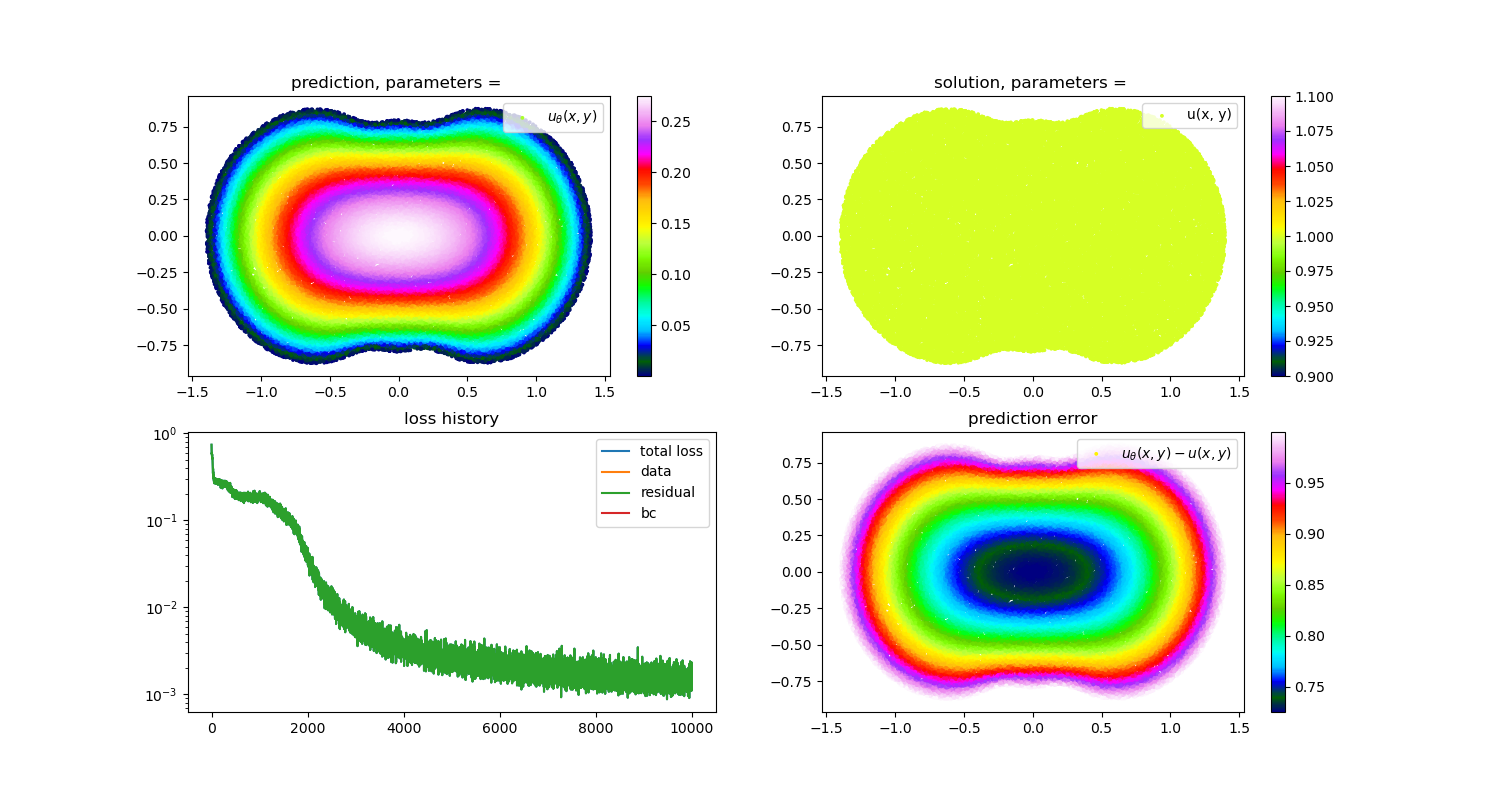 prediction, parameters =
u_θ(x, y)
0.75
0.50
0.25
0.00
−0.25
−0.50
−0.75
−1.5 −1.0 −0.5 0.0 0.5 1.0 1.5
0.25
0.20
0.15
0.10
0.05
solution, parameters =
u(x, y)
0.75
0.50
0.25
0.00
−0.25
−0.50
−0.75
−1.5 −1.0 −0.5 0.0 0.5 1.0 1.5
1.100
1.075
1.050
1.025
1.000
0.975
0.950
0.925
0.900
loss history
total loss
data
residual
bc
10⁰
10⁻¹
10⁻²
10⁻³
0 2000 4000 6000 8000 10000
prediction error
u_θ(x, y) − u(x, y)
0.75
0.50
0.25
0.00
−0.25
−0.50
−0.75
−1.5 −1.0 −0.5 0.0 0.5 1.0 1.5
0.95
0.90
0.85
0.80
0.75